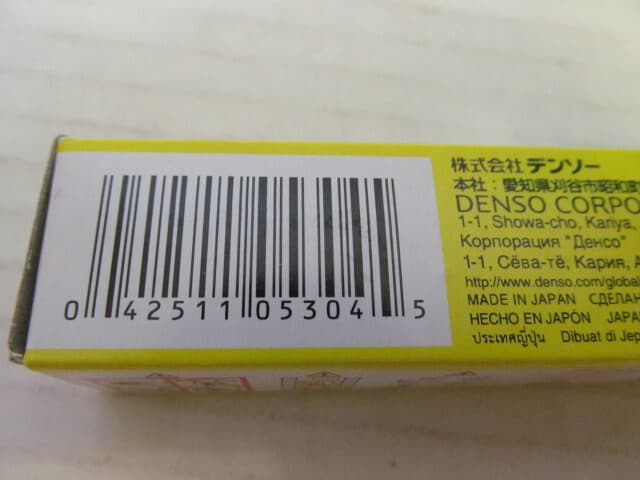 0 42511 05304 5
株式会社 デンソー
本社：愛知県刈谷市昭和
DENSO CORPO
1-1, Showa-cho, Kariya,
Корпорация "Денсо"
1-1, Сёва-тё, Кария, А
http://www.denso.com/global
MADE IN JAPAN СДЕЛАН
HECHO EN JAPÓN JAPA
ประเทศญี่ปุ่น Dibuat di Jep